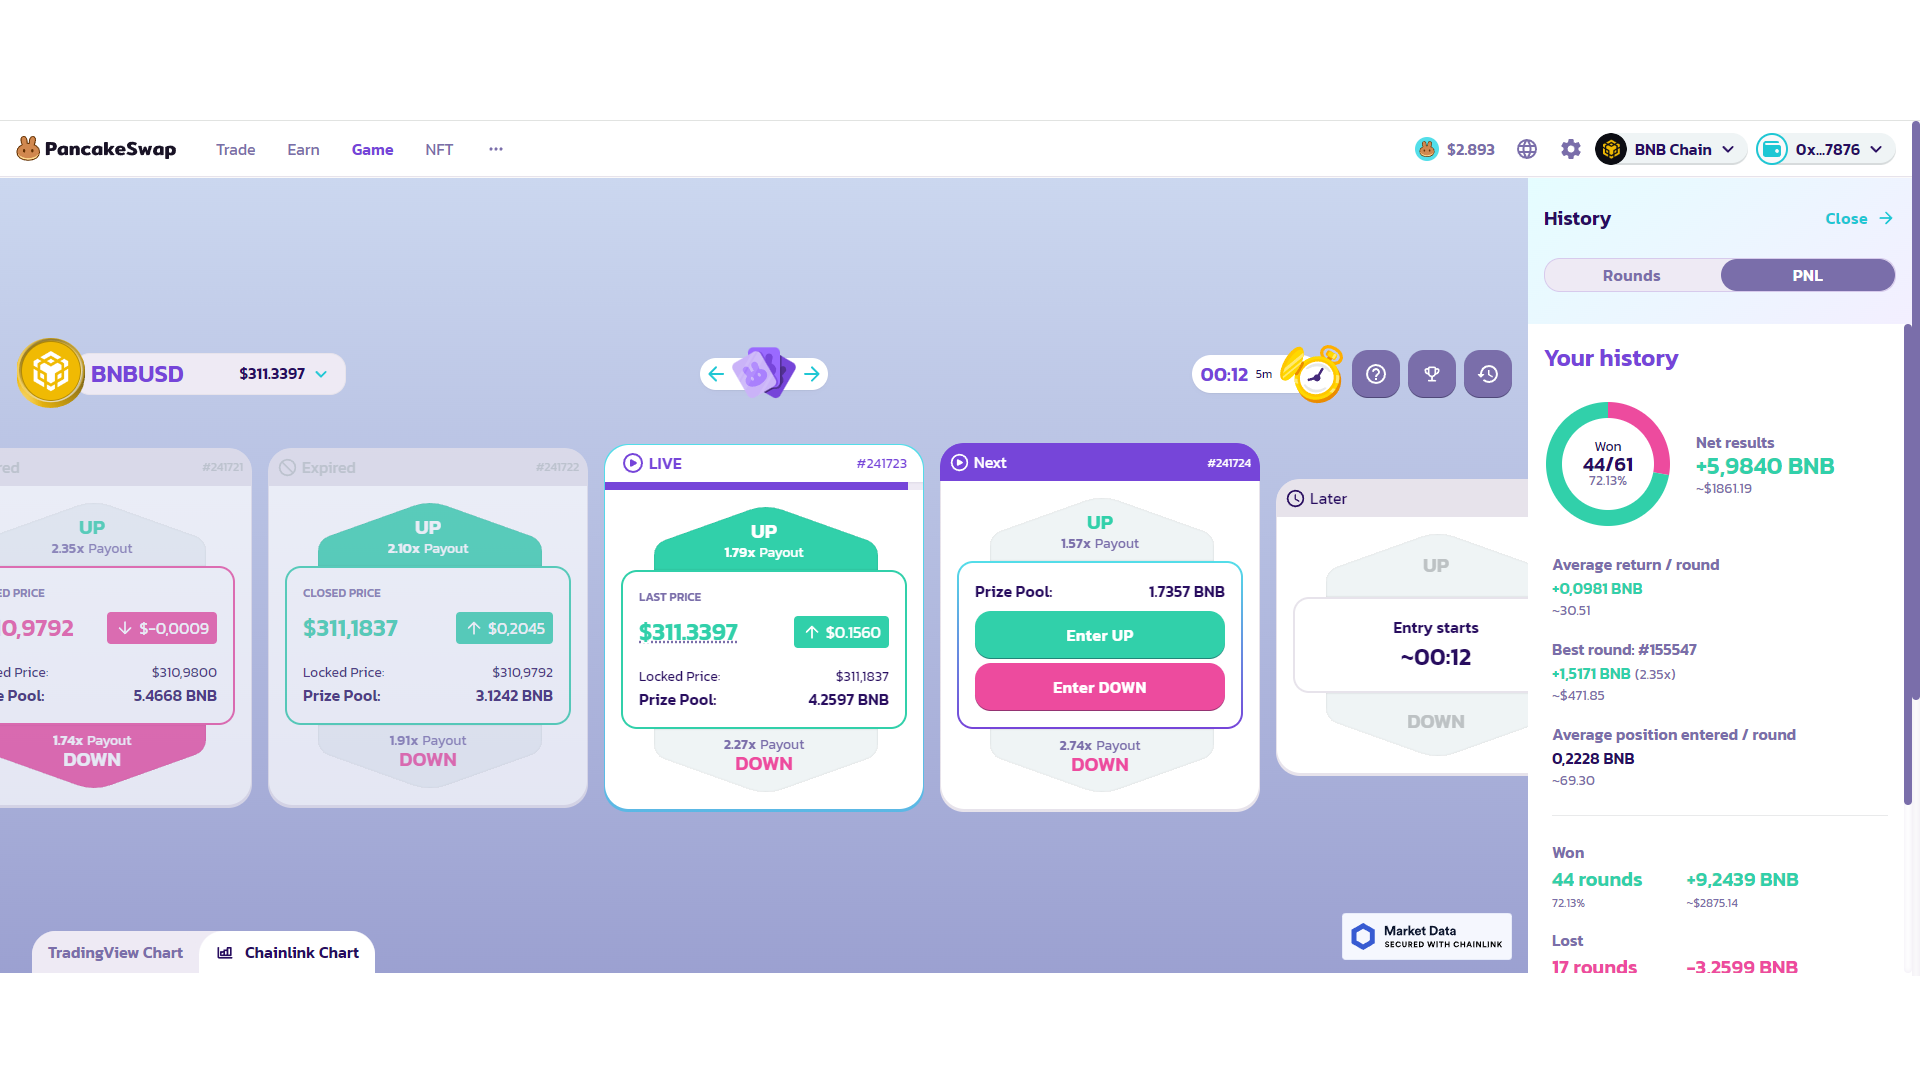 PancakeSwap
Trade
Earn
Game
NFT
$2.893
BNB Chain
0x...7876
BNBUSD
$311.3397
00:12 5m
#241721
UP
2.35x Payout
$-0,0009
$310,9800
5.4668 BNB
1.74x Payout
DOWN
Expired
#241722
UP
2.10x Payout
CLOSED PRICE
$311,1837
$0,2045
Locked Price:
$310,9792
Prize Pool:
3.1242 BNB
1.91x Payout
DOWN
LIVE
#241723
UP
1.79x Payout
LAST PRICE
$311.3397
$0.1560
Locked Price:
$311,1837
Prize Pool:
4.2597 BNB
2.27x Payout
DOWN
Next
#241724
UP
1.57x Payout
Prize Pool:
1.7357 BNB
Enter UP
Enter DOWN
2.74x Payout
DOWN
Later
UP
Entry starts
~00:12
DOWN
TradingView Chart
Chainlink Chart
Market Data
SECURED WITH CHAINLINK
History
Close
Rounds
PNL
Your history
Won
44/61
72.13%
Net results
+5,9840 BNB
~$1861.19
Average return / round
+0,0981 BNB
~30.51
Best round: #155547
+1,5171 BNB (2.35x)
~$471.85
Average position entered / round
0,2228 BNB
~69.30
Won
44 rounds
+9,2439 BNB
72.13%
~$2875.14
Lost
17 rounds
-3,2599 BNB